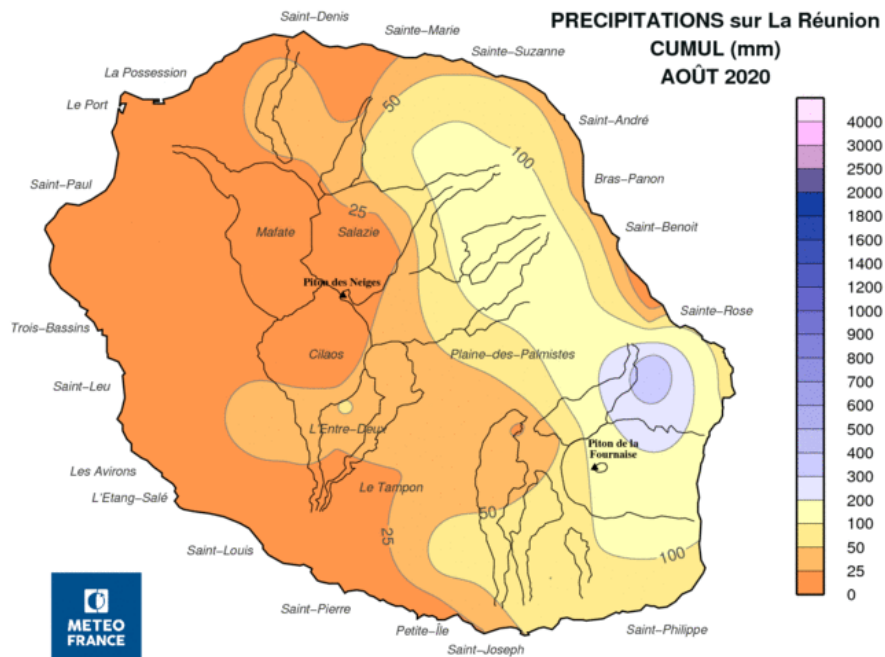 PRECIPITATIONS sur La Réunion
CUMUL (mm)
AOÛT 2020
Saint−Denis
Sainte−Marie
Sainte−Suzanne
La Possession
Le Port
Saint−André
Saint−Paul
Bras−Panon
Saint−Benoit
Mafate
Salazie
Piton des Neiges
Sainte−Rose
Trois−Bassins
Cilaos
Plaine−des−Palmistes
Saint−Leu
L'Entre−Deux
Piton de la
Fournaise
Les Avirons
L'Etang−Salé
Le Tampon
Saint−Louis
Saint−Pierre
Petite−Île
Saint−Joseph
Saint−Philippe
50
100
25
50
25
100
4000
3000
2500
2000
1800
1600
1400
1200
1000
900
800
700
600
500
400
300
200
100
50
25
0
METEO
FRANCE